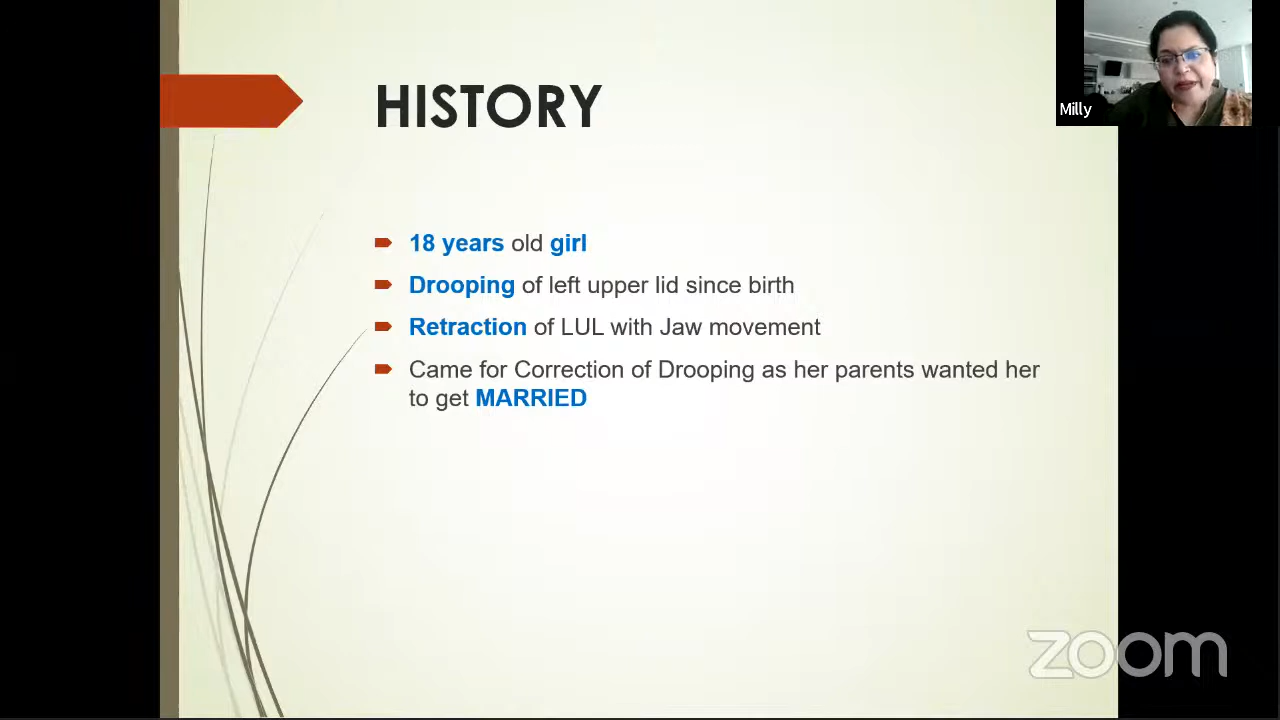 HISTORY
Milly
18 years old girl
Drooping of left upper lid since birth
Retraction of LUL with Jaw movement
Came for Correction of Drooping as her parents wanted her
to get MARRIED
zoom